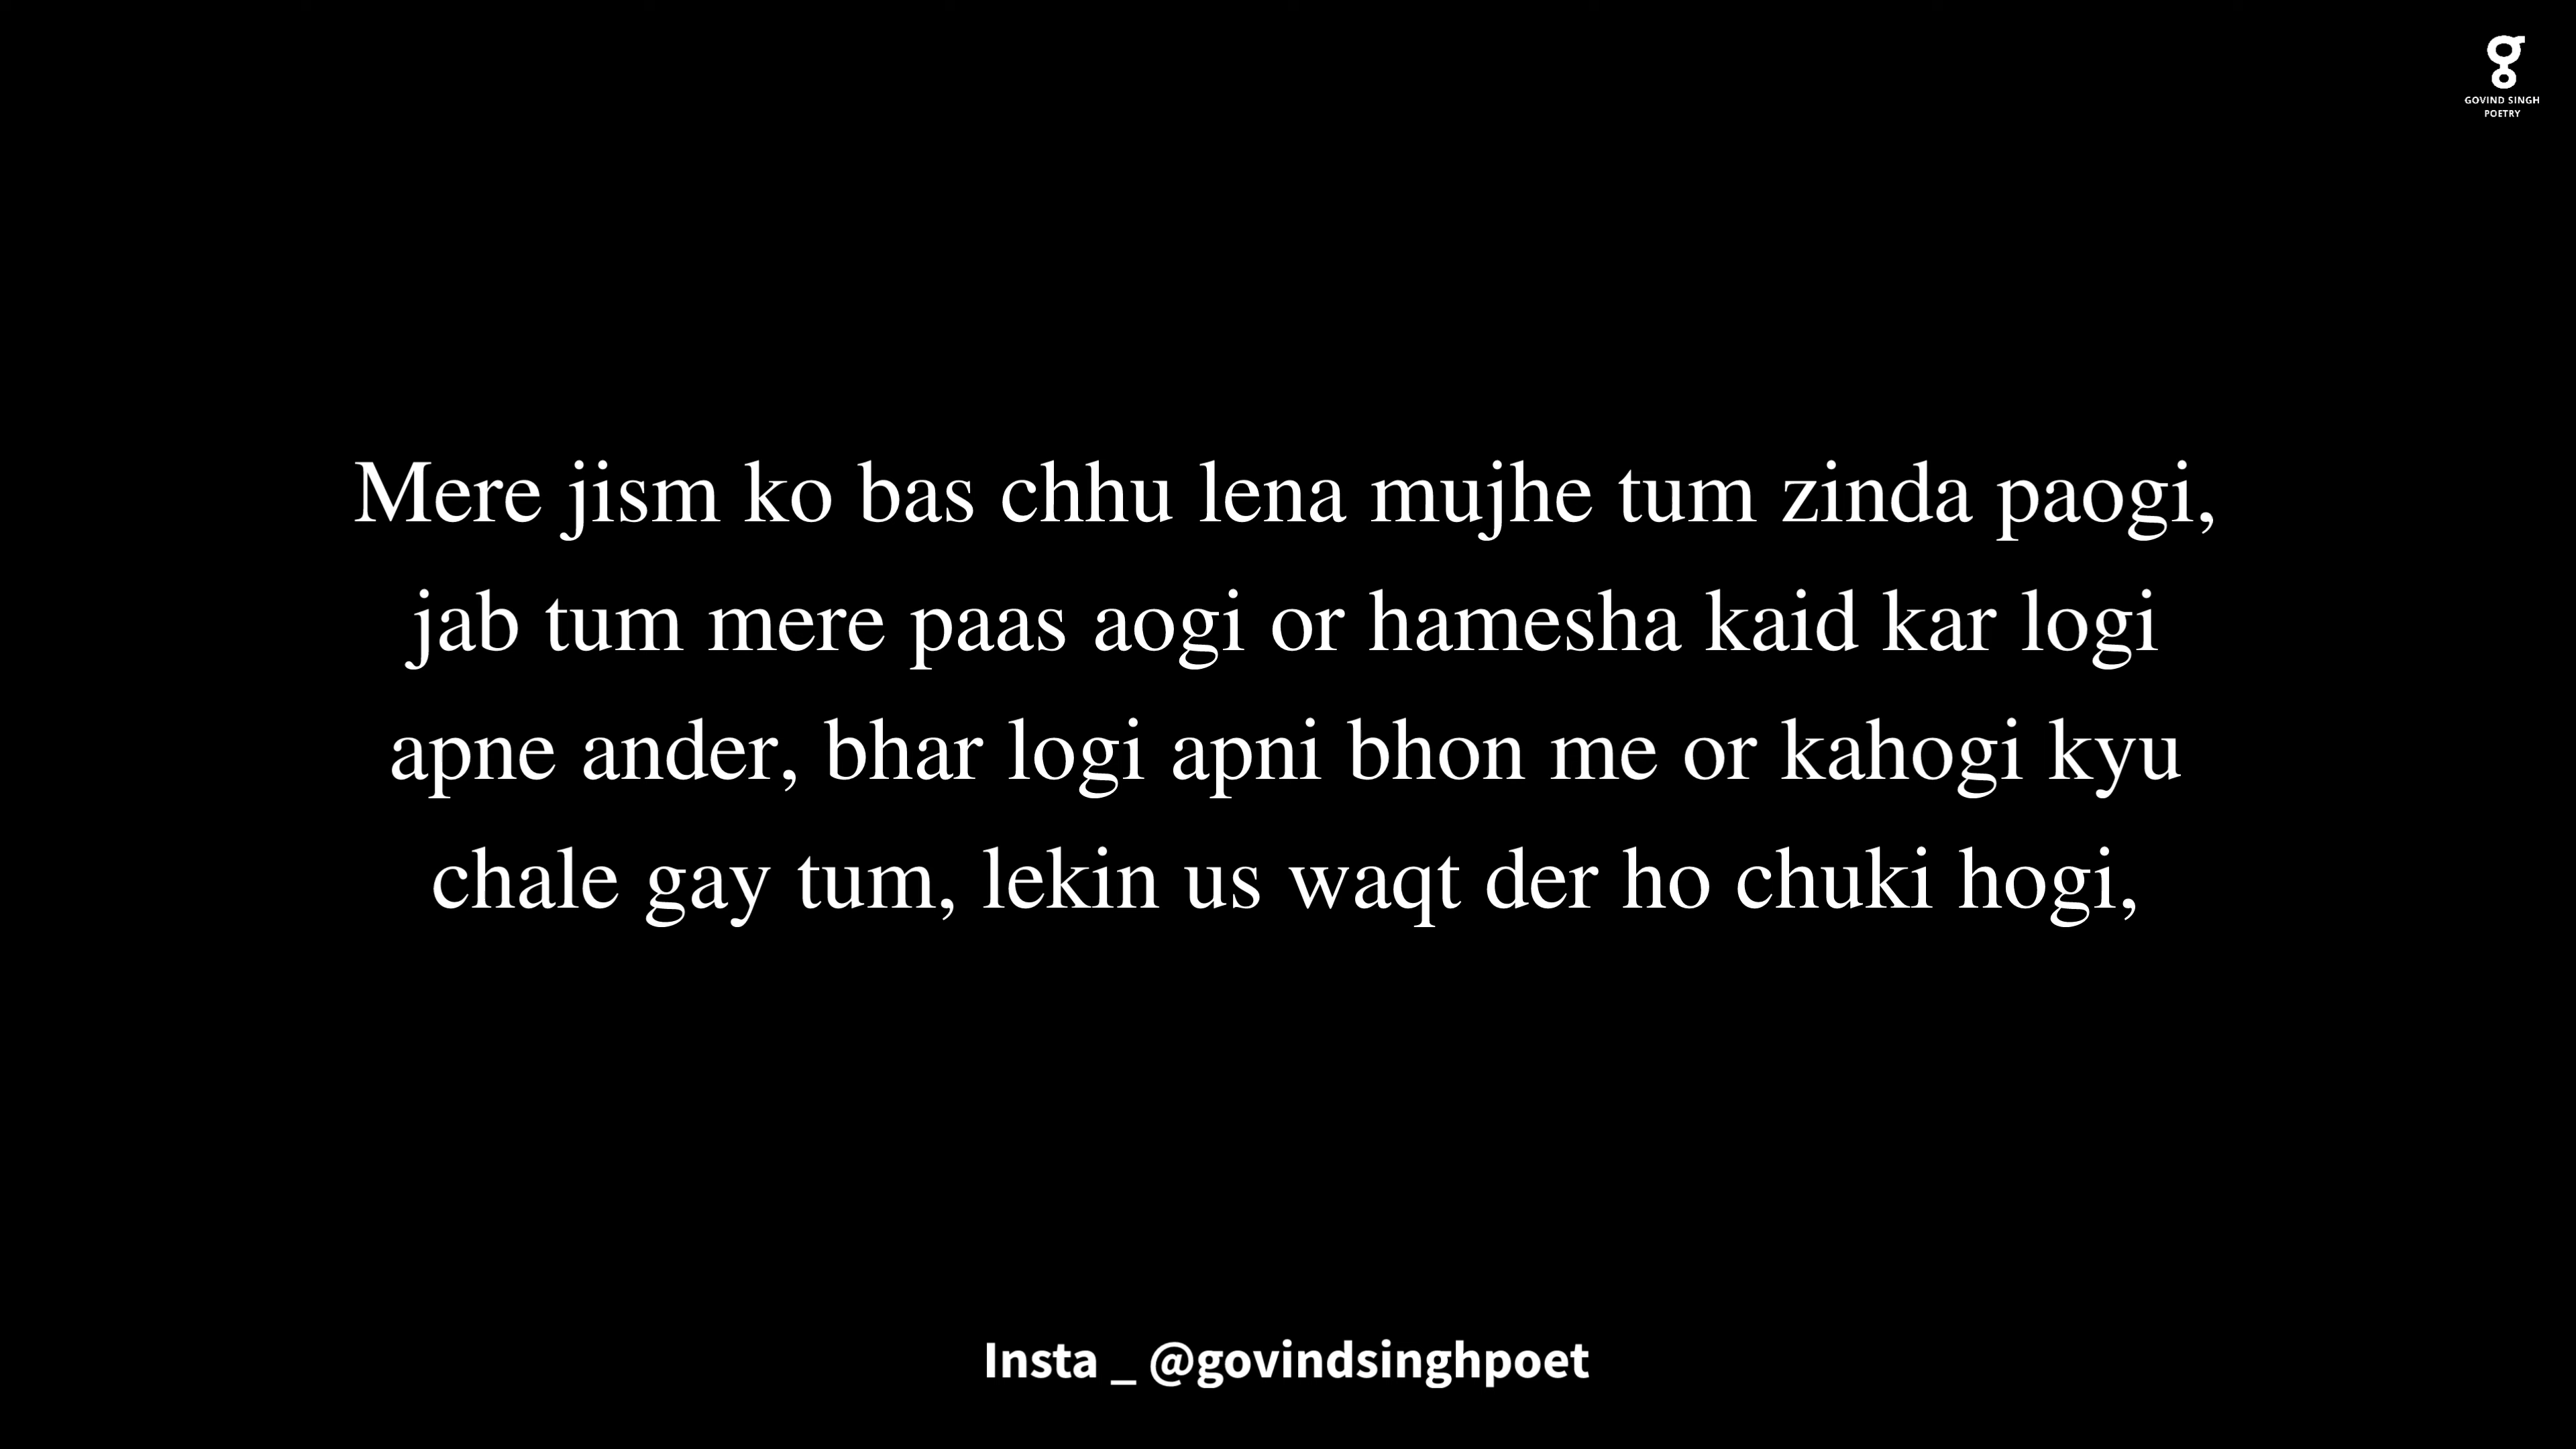 GOVIND SINGH
POETRY
Mere jism ko bas chhu lena mujhe tum zinda paogi,
jab tum mere paas aogi or hamesha kaid kar logi
apne ander, bhar logi apni bhon me or kahogi kyu
chale gay tum, lekin us waqt der ho chuki hogi,
Insta _ @govindsinghpoet